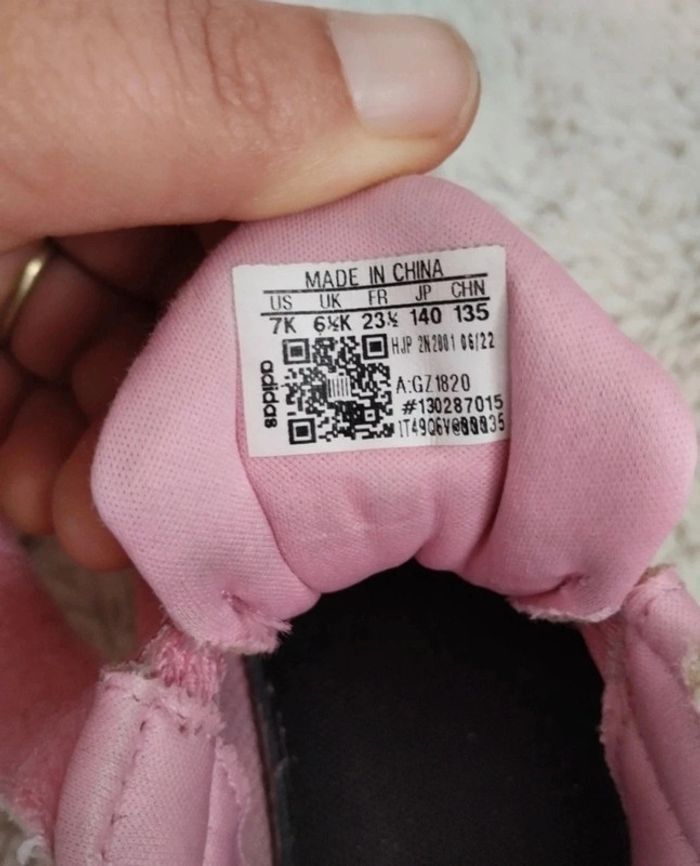 MADE IN CHINA
US UK FR JP CHN
7K 6½K 23½ 140 135
HJP 2N2001 06/22
adidas
A:GZ1820
#130287015